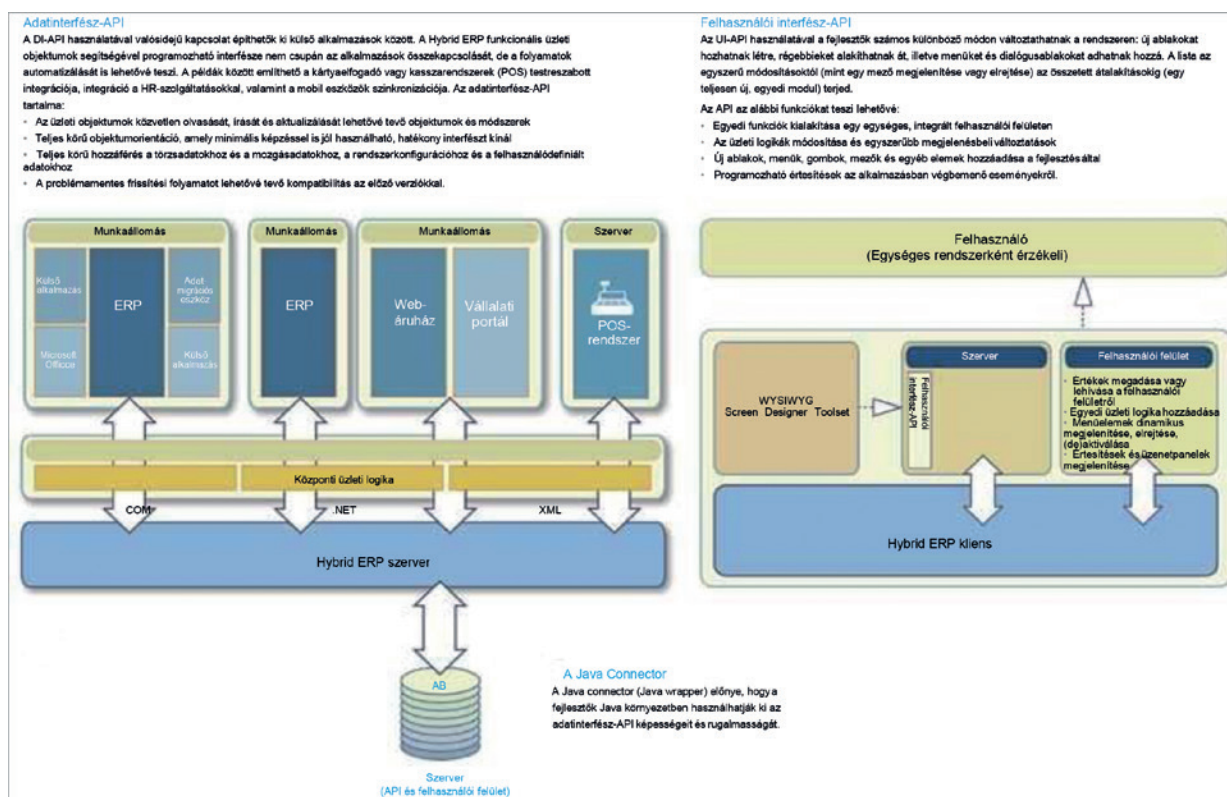 Adatinterfész-API
A DI-API használatával valósidejű kapcsolat építhetők ki külső alkalmazások között. A Hybrid ERP funkcionális üzleti
objektumok segítségével programozható interfésze nem csupán az alkalmazások összekapcsolását, de a folyamatok
automatizálását is lehetővé teszi. A példák között említhető a kártyaelfogadó vagy kasszarendszerek (POS) testreszabott
integrációja, integráció a HR-szolgáltatásokkal, valamint a mobil eszközök szinkronizációja. Az adatinterfész-API
tartalma:
• Az üzleti objektumok közvetlen olvasását, írását és aktualizálását lehetővé tevő objektumok és módszerek
• Teljes körű objektumorientáció, amely minimális képzéssel is jól használható, hatékony interfészt kínál
• Teljes körű hozzáférés a törzsadatokhoz és a mozgásadatokhoz, a rendszerkonfigurációhoz és a felhasználódefiniált
adatokhoz
• A problémamentes frissítési folyamatot lehetővé tevő kompatibilitás az előző verziókkal.
Felhasználói interfész-API
Az UI-API használatával a fejlesztők számos különböző módon változtathatnak a rendszeren: új ablakokat
hozhatnak létre, régebbieket alakíthatnak át, illetve menüket és dialógusablakokat adhatnak hozzá. A lista az
egyszerű módosításoktól (mint egy mező megjelenítése vagy elrejtése) az összetett átalakításokig (egy
teljesen új, egyedi modul) terjed.
Az API az alábbi funkciókat teszi lehetővé:
• Egyedi funkciók kialakítása egy egységes, integrált felhasználói felületen
• Az üzleti logikák módosítása és egyszerűbb megjelenésbeli változtatások
• Új ablakok, menük, gombok, mezők és egyéb elemek hozzáadása a fejlesztés által
• Programozható értesítések az alkalmazásban végbemenő eseményekről.
Munkaállomás
Külső
alkalmazás
ERP
Adat
migrációs
eszköz
Microsoft
Officce
Külső
alkalmazás
Munkaállomás
ERP
Munkaállomás
Web-
áruház
Vállalati
portál
Szerver
POS-
rendszer
Központi üzleti logika
COM
.NET
XML
Hybrid ERP szerver
AB
Szerver
(API és felhasználói felület)
A Java Connector
A Java connector (Java wrapper) előnye, hogy a
fejlesztők Java környezetben használhatják ki az
adatinterfész-API képességeit és rugalmasságát.
Felhasználó
(Egységes rendszerként érzékeli)
WYSIWYG
Screen Designer Toolset
Szerver
Felhasználói
interfész-API
Felhasználói felület
• Értékek megadása vagy
lehívása a felhasználói
felületről
• Egyedi üzleti logika hozzáadása
• Menüelemek dinamikus
megjelenítése, elrejtése,
(de)aktiválása
• Értesítések és üzenetpanelek
megjelenítése
Hybrid ERP kliens